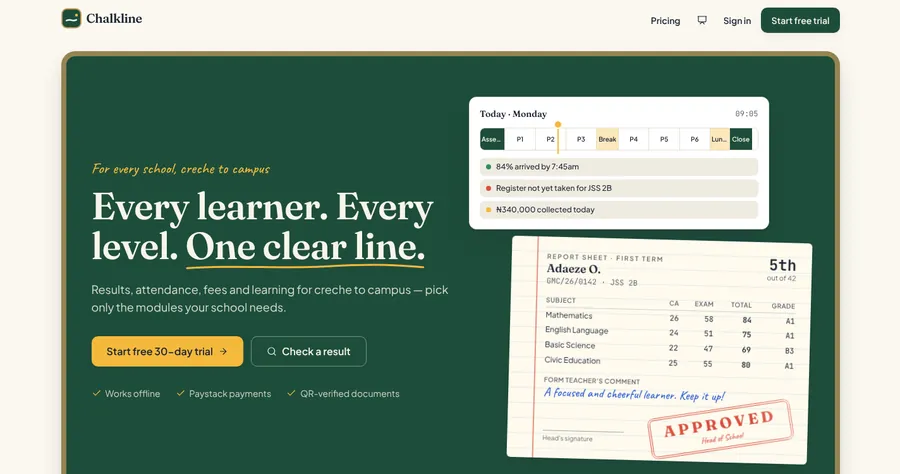 Chalkline
Pricing
Sign in
Start free trial
For every school, creche to campus
Every learner. Every
level. One clear line.
Results, attendance, fees and learning for creche to campus — pick
only the modules your school needs.
Start free 30-day trial →
Check a result
Works offline
Paystack payments
QR-verified documents
Today · Monday
09:05
Asse… P1 P2 P3 Break P4 P5 P6 Lun… Close
84% arrived by 7:45am
Register not yet taken for JSS 2B
₦340,000 collected today
REPORT SHEET · FIRST TERM
Adaeze O.
GMC/26/0142 · JSS 2B
5th
out of 42
SUBJECT CA EXAM TOTAL GRADE
Mathematics 26 58 84 A1
English Language 24 51 75 A1
Basic Science 22 47 69 B3
Civic Education 25 55 80 A1
FORM TEACHER'S COMMENT
A focused and cheerful learner. Keep it up!
Head's signature
APPROVED
Head of School